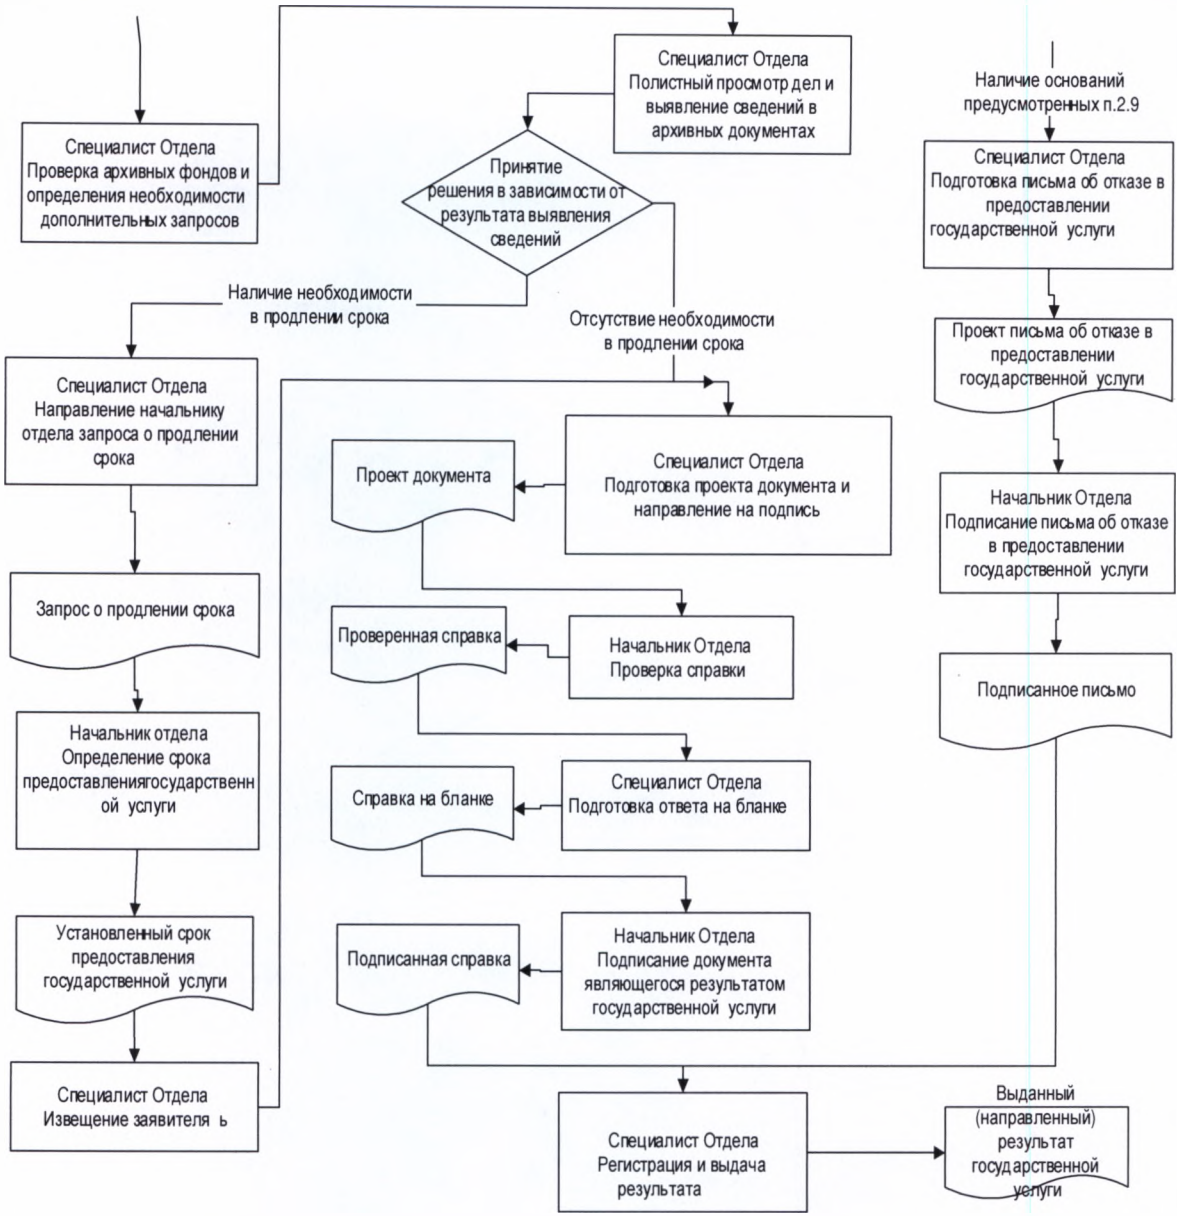 Специалист Отдела
Проверка архивных фондов и
определения необходимости
дополнительных запросов
Специалист Отдела
Полистный просмотр дел и
выявление сведений в
архивных документах
Принятие
решения в зависимости от
результата выявления
сведений
Наличие необходимости
в продлении срока
Отсутствие необходимости
в продлении срока
Специалист Отдела
Направление начальнику
отдела запроса о продлении
срока
Запрос о продлении срока
Начальник отдела
Определение срока
предоставлениягосударственн
ой услуги
Установленный срок
предоставления
государственной услуги
Специалист Отдела
Извещение заявителя ь
Специалист Отдела
Подготовка проекта документа и
направление на подпись
Проект документа
Начальник Отдела
Проверка справки
Проверенная справка
Специалист Отдела
Подготовка ответа на бланке
Справка на бланке
Начальник Отдела
Подписание документа
являющегося результатом
государственной услуги
Подписанная справка
Наличие оснований
предусмотренных п.2.9
Специалист Отдела
Подготовка письма об отказе в
предоставлении
государственной услуги
Проект письма об отказе в
предоставлении
государственной услуги
Начальник Отдела
Подписание письма об отказе
в предоставлении
государственной услуги
Подписанное письмо
Специалист Отдела
Регистрация и выдача
результата
Выданный
(направленный)
результат
государственной
услуги